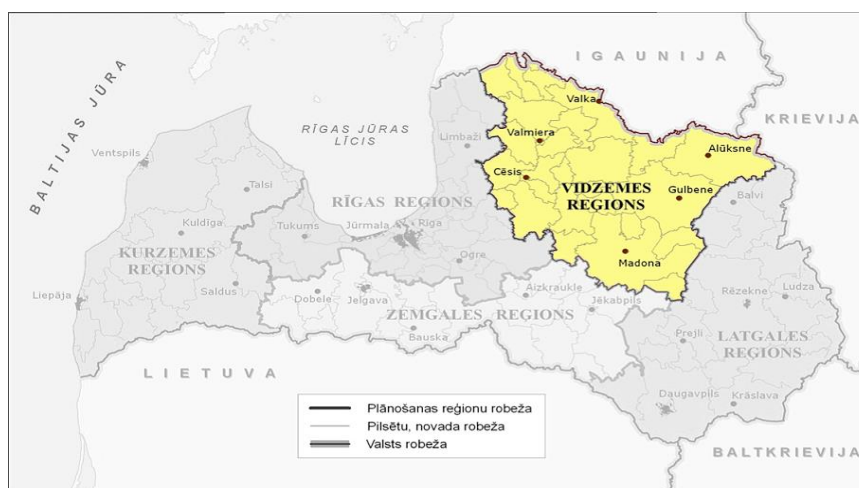 IGAUNIJA
BALTIJAS JŪRA
Valka
KRIEVIJA
RĪGAS JŪRAS
LĪCIS
Limbaži
Valmiera
Alūksne
Ventspils
Cēsis
Talsi
VIDZEMES
REGIONS
Gulbene
Balvi
RĪGAS REGIONS
Kuldīga
Tukums
Jūrmala
Rīga
KURZEMES
REGIONS
Ogre
Madona
Liepāja
Saldus
Dobele
Jelgava
Aizkraukle
Jēkabpils
Rēzekne
Ludza
ZEMGALES REGIONS
Bauska
Preiļi
LATGALES
REGIONS
LIETUVA
Daugavpils
Krāslava
Plānošanas reģionu robeža
Pilsētu, novada robeža
Valsts robeža
BALTKRIEVIJA